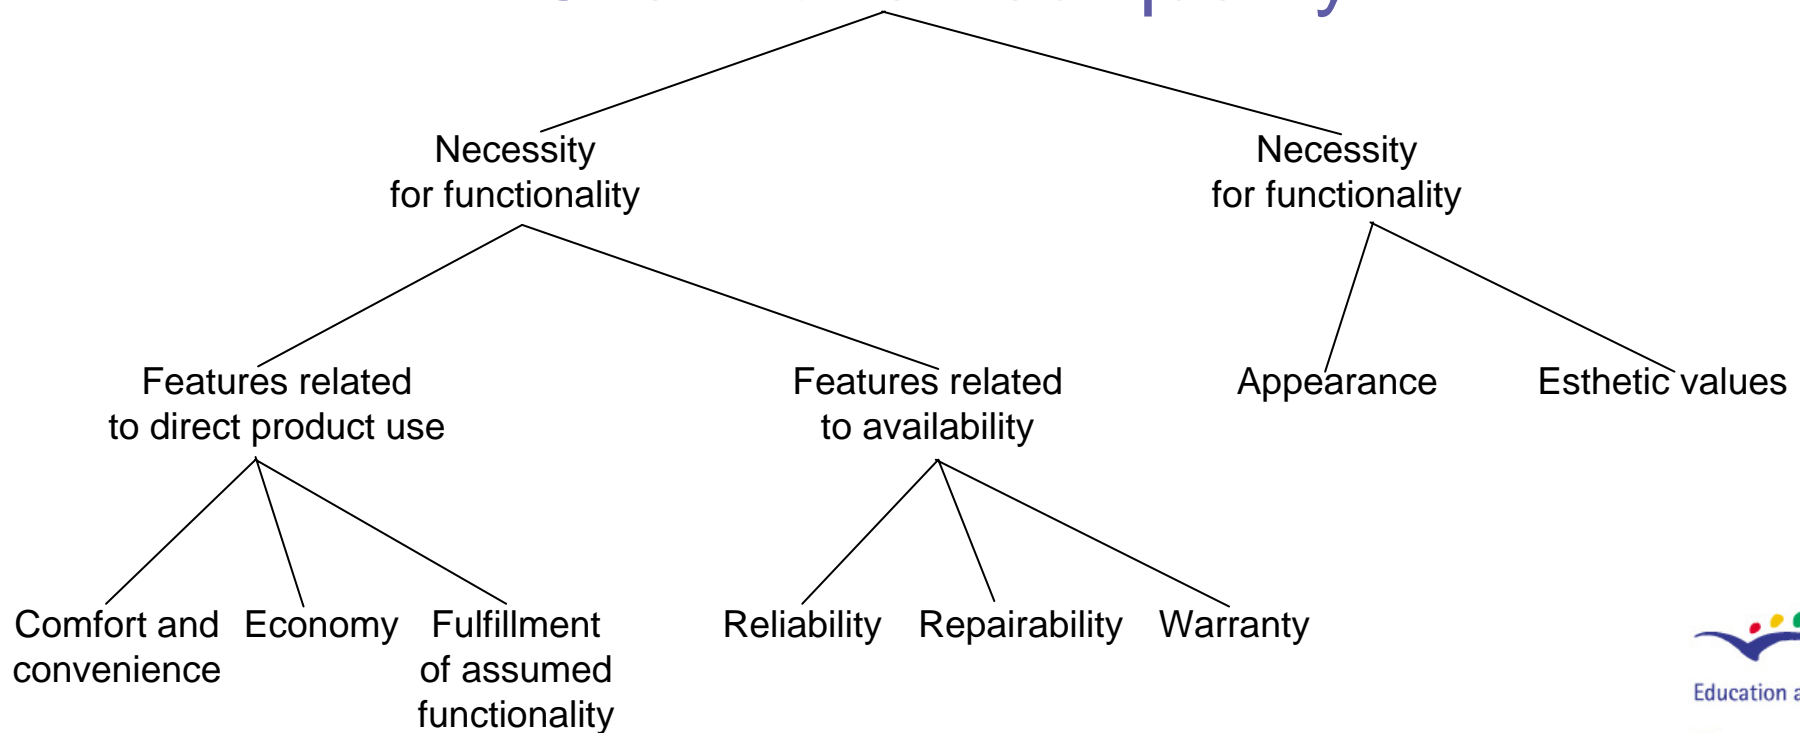 Necessity
for functionality
Necessity
for functionality
Features related
to direct product use
Features related
to availability
Appearance
Esthetic values
Comfort and
convenience
Economy
Fulfillment
of assumed
functionality
Reliability
Repairability
Warranty
Education